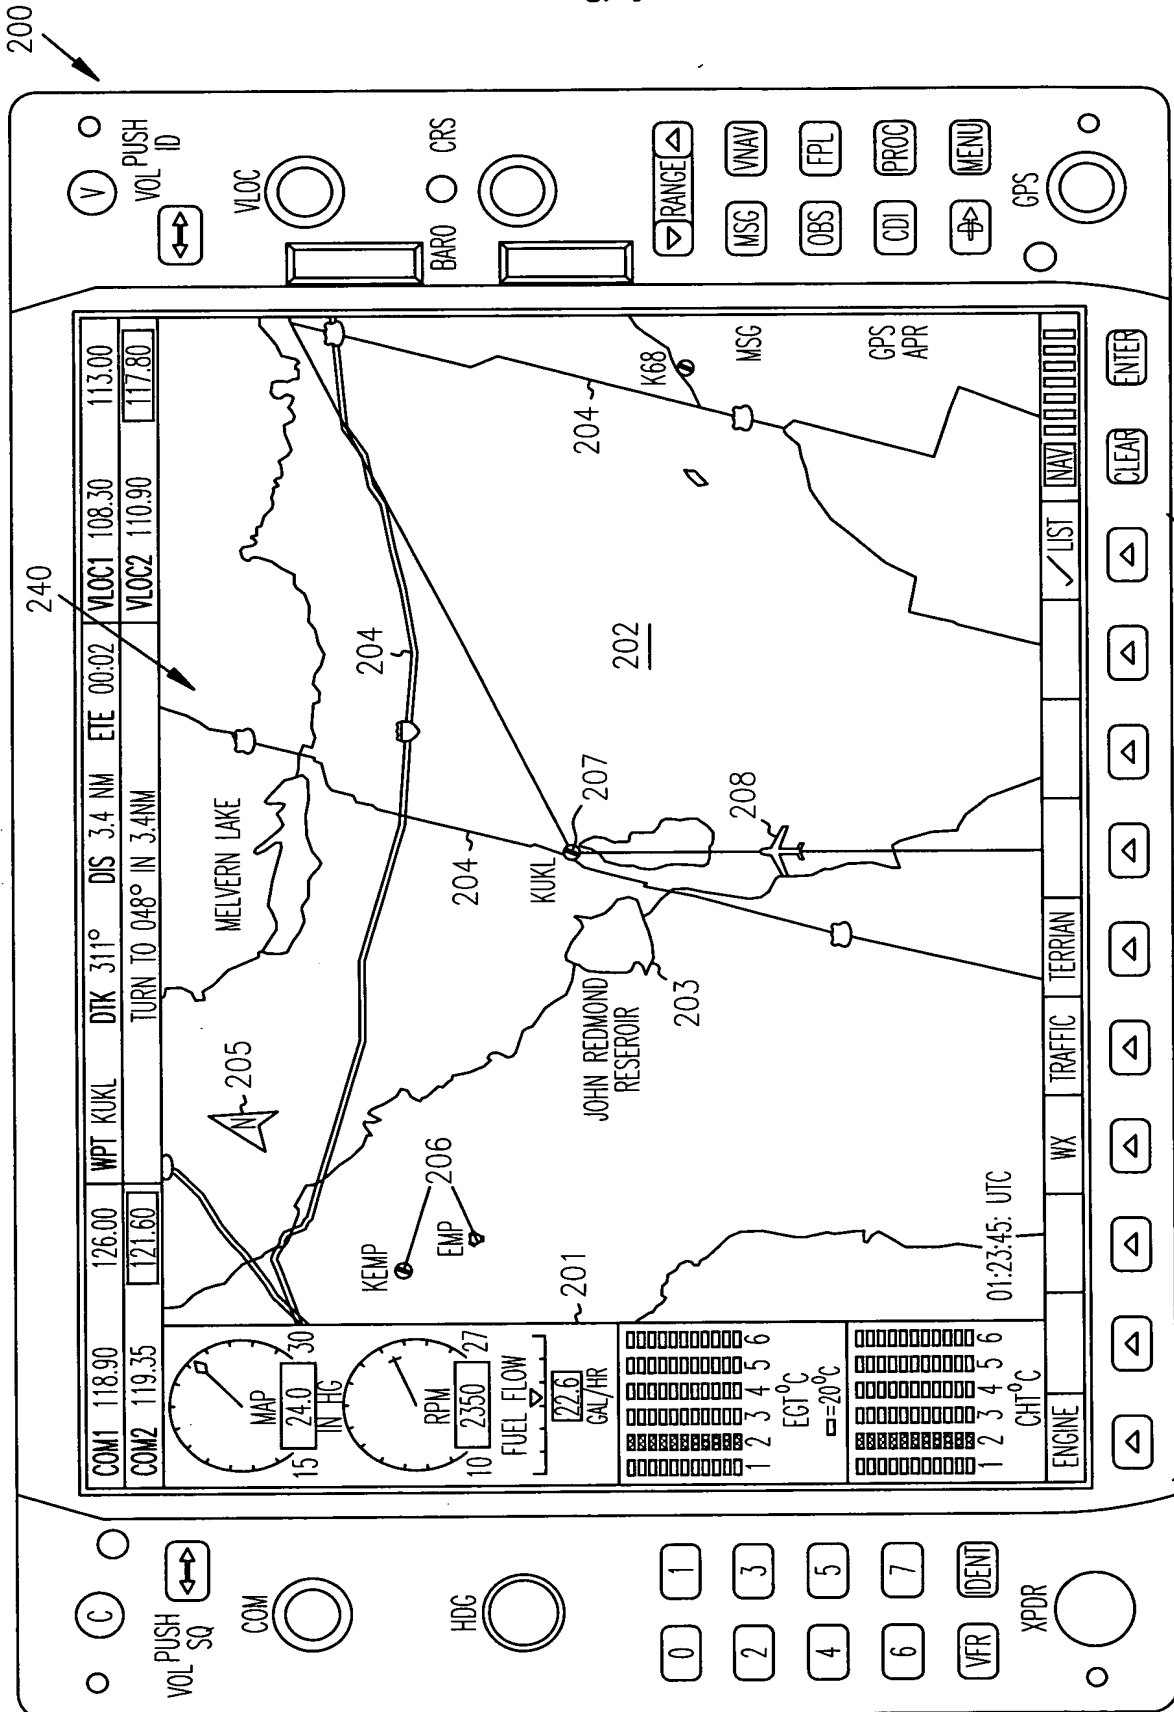 200
240
C
VOL PUSH
SQ
COM
HDG
0 1
2 3
4 5
6 7
VFR IDENT
XPDR
COM1 118.90 126.00 WPT KUKL DTK 311° DIS 3.4 NM ETE 00:02 VLOC1 108.30 113.00
COM2 119.35 121.60 TURN TO 048° IN 3.4NM VLOC2 110.90 117.80
MAP
15 24.0 30
IN HG
RPM
10 2350 27
FUEL FLOW
22.6
GAL/HR
1 2 3 4 5 6
EGT°C
=20°C
1 2 3 4 5 6
CHT°C
201
N
205
MELVERN LAKE
204
KEMP
206
EMP
204
KUKL
207
204
K68
JOHN REDMOND
RESEROIR
203
202
208
MSG
GPS
APR
01:23:45: UTC
ENGINE WX TRAFFIC TERRIAN LIST NAV
CLEAR ENTER
V
VOL PUSH
ID
VLOC
BARO CRS
RANGE
MSG VNAV
OBS FPL
CDI PROC
D MENU
GPS